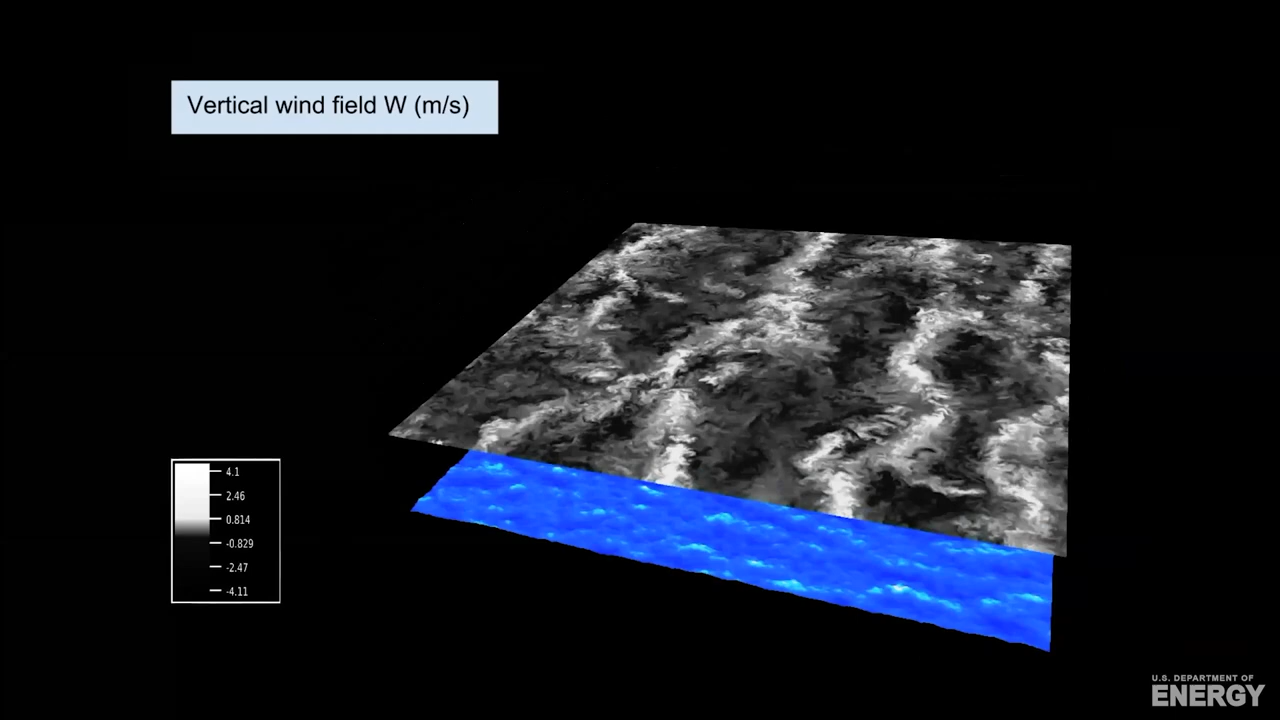 Vertical wind field W (m/s)
4.1
2.46
0.814
-0.829
-2.47
-4.11
U.S. DEPARTMENT OF
ENERGY